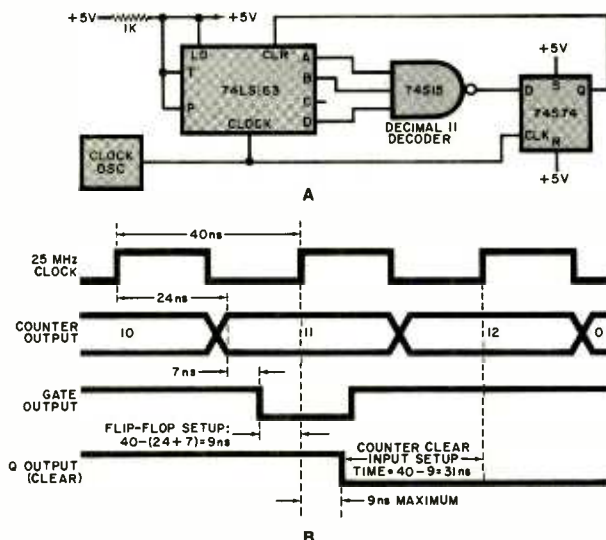 +5V
1K
+5V
LD
CLR
T
P
74LS163
A
B
C
D
CLOCK
CLOCK OSC
74S15
DECIMAL 11
DECODER
+5V
S
D
Q
74S74
CLK
R
+5V
A
40ns
25 MHz
CLOCK
24ns
COUNTER
OUTPUT
10
11
12
0
7ns
GATE
OUTPUT
FLIP-FLOP SETUP:
40-(24+7)=9ns
COUNTER CLEAR
INPUT SETUP
TIME=40-9=31ns
Q OUTPUT
(CLEAR)
9ns MAXIMUM
B